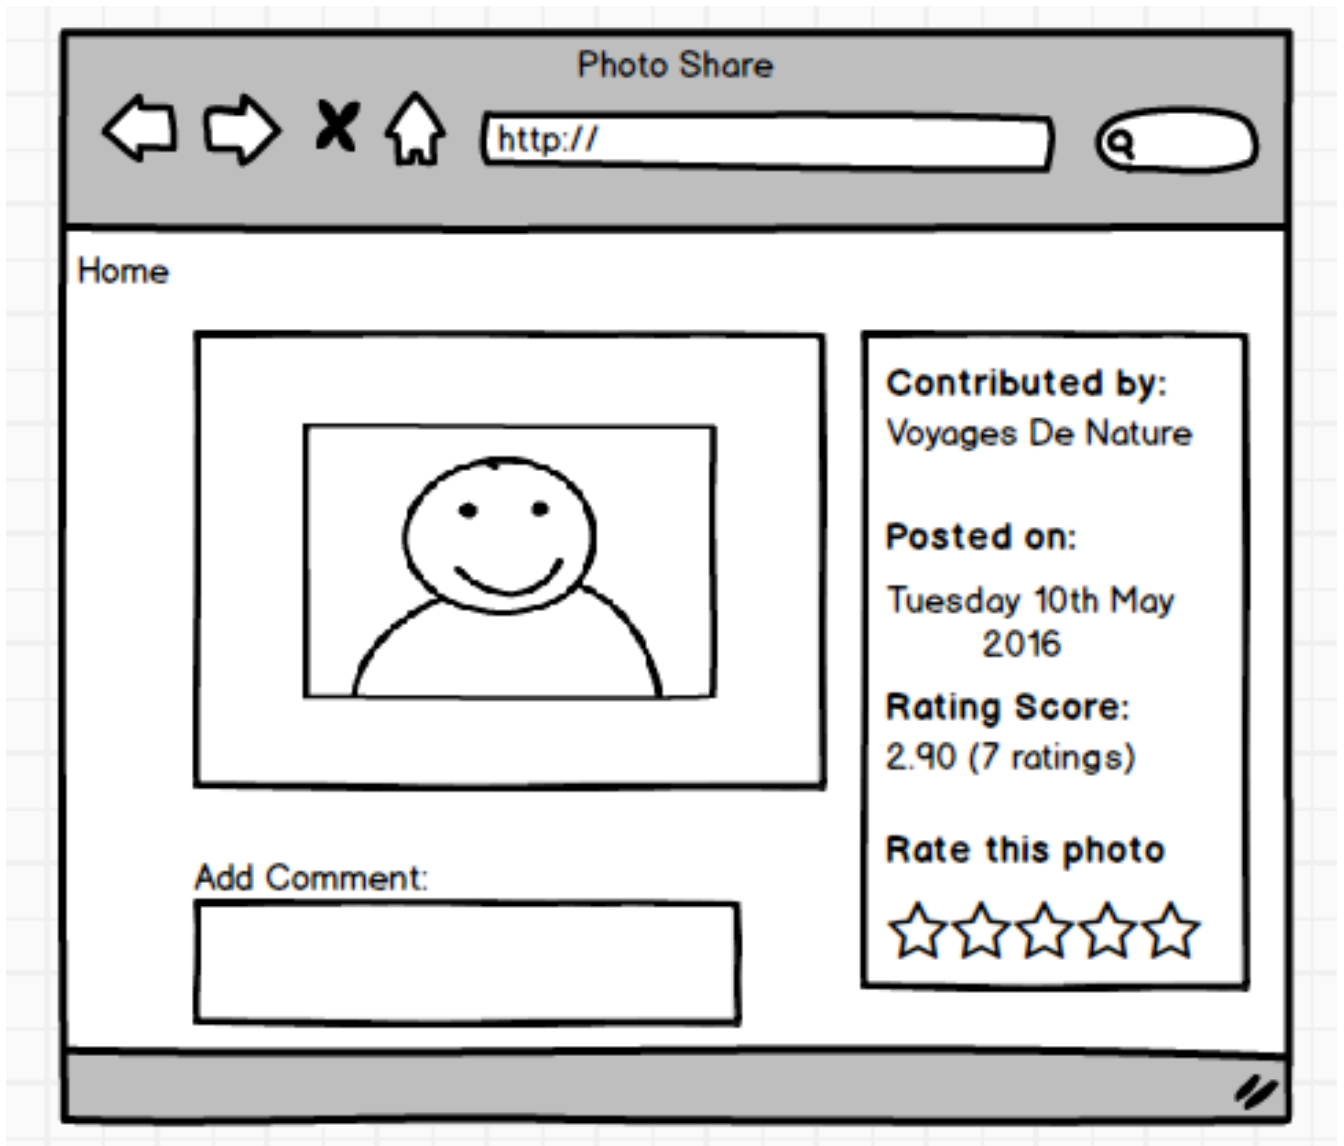 Photo Share
http://
Home
Contributed by:
Voyages De Nature
Posted on:
Tuesday 10th May
2016
Rating Score:
2.90 (7 ratings)
Rate this photo
Add Comment: